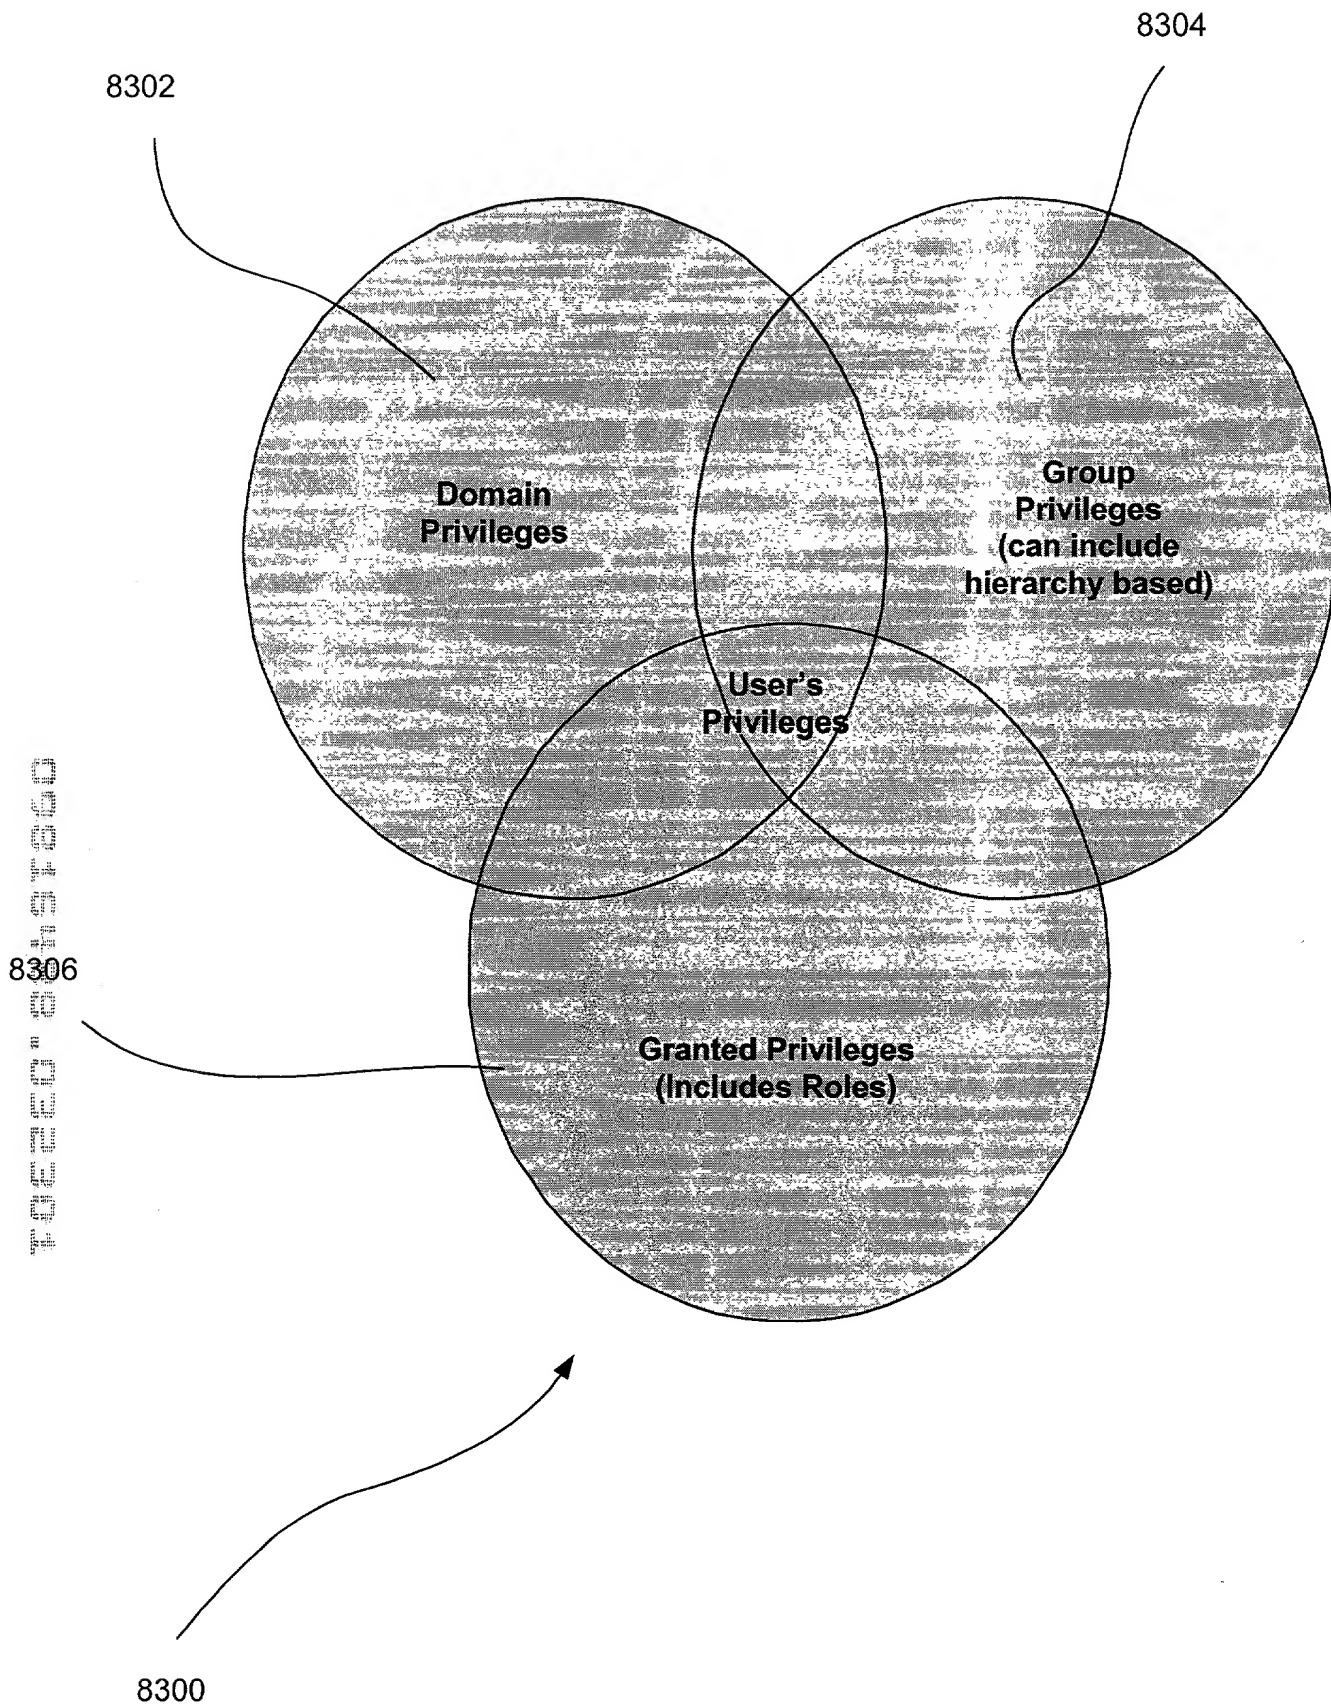 8304
8302
Domain
Privileges
Group
Privileges
(can include
hierarchy based)
User's
Privileges
8306
Granted Privileges
(Includes Roles)
8300